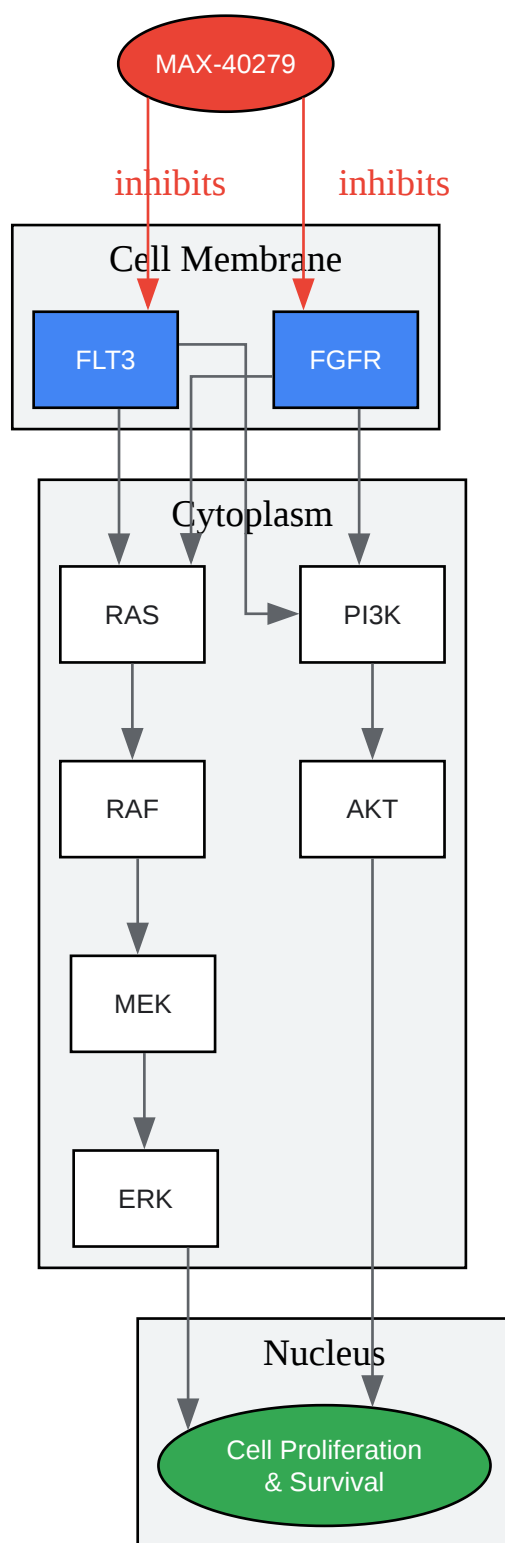 MAX-40279
inhibits
inhibits
Cell Membrane
FLT3
FGFR
Cytoplasm
RAS
PI3K
RAF
AKT
MEK
ERK
Nucleus
Cell Proliferation
& Survival